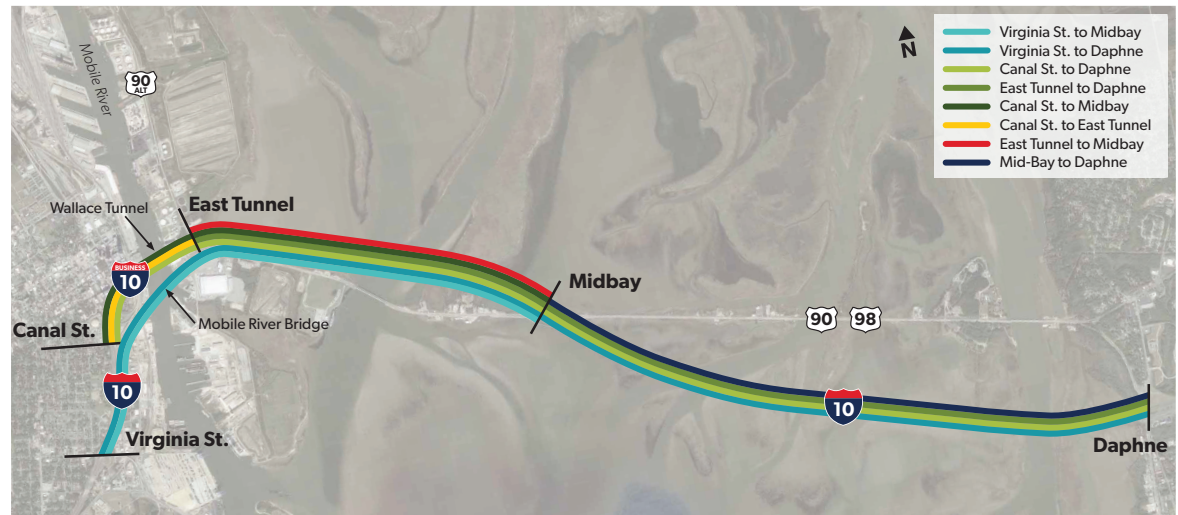 Mobile River
90
ALT
N
Virginia St. to Midbay
Virginia St. to Daphne
Canal St. to Daphne
East Tunnel to Daphne
Canal St. to Midbay
Canal St. to East Tunnel
East Tunnel to Midbay
Mid-Bay to Daphne
Wallace Tunnel
East Tunnel
BUSINESS
10
Midbay
Canal St.
Mobile River Bridge
90
98
10
10
Virginia St.
Daphne